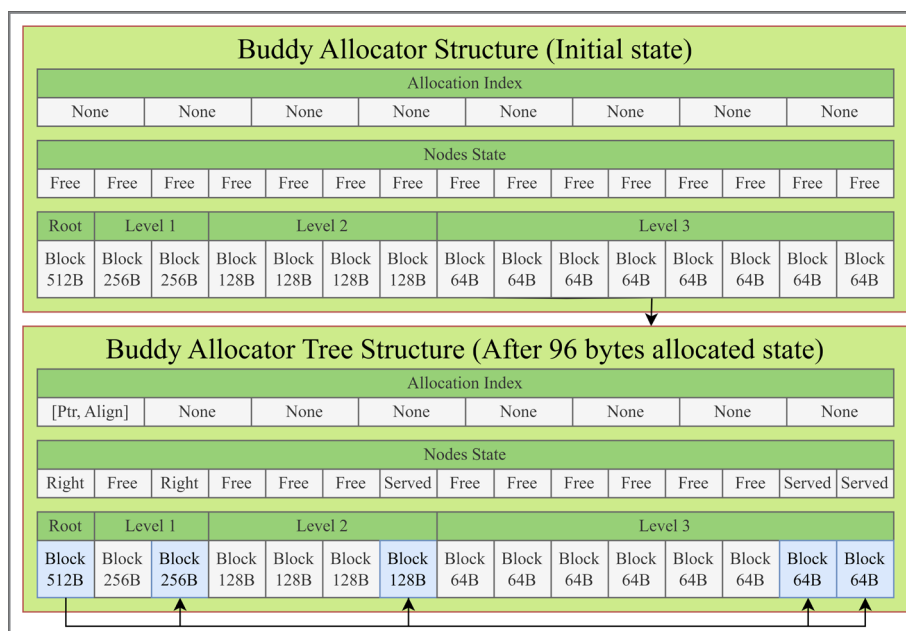 Buddy Allocator Structure (Initial state)
Allocation Index
None None None None None None None None
Nodes State
Free Free Free Free Free Free Free Free Free Free Free Free Free Free Free
Root Level 1 Level 2 Level 3
Block Block Block Block Block Block Block Block Block Block Block Block Block Block Block
512B 256B 256B 128B 128B 128B 128B 64B 64B 64B 64B 64B 64B 64B 64B
Buddy Allocator Tree Structure (After 96 bytes allocated state)
Allocation Index
[Ptr, Align] None None None None None None None
Nodes State
Right Free Right Free Free Free Served Free Free Free Free Free Free Served Served
Root Level 1 Level 2 Level 3
Block Block Block Block Block Block Block Block Block Block Block Block Block Block Block
512B 256B 256B 128B 128B 128B 128B 64B 64B 64B 64B 64B 64B 64B 64B